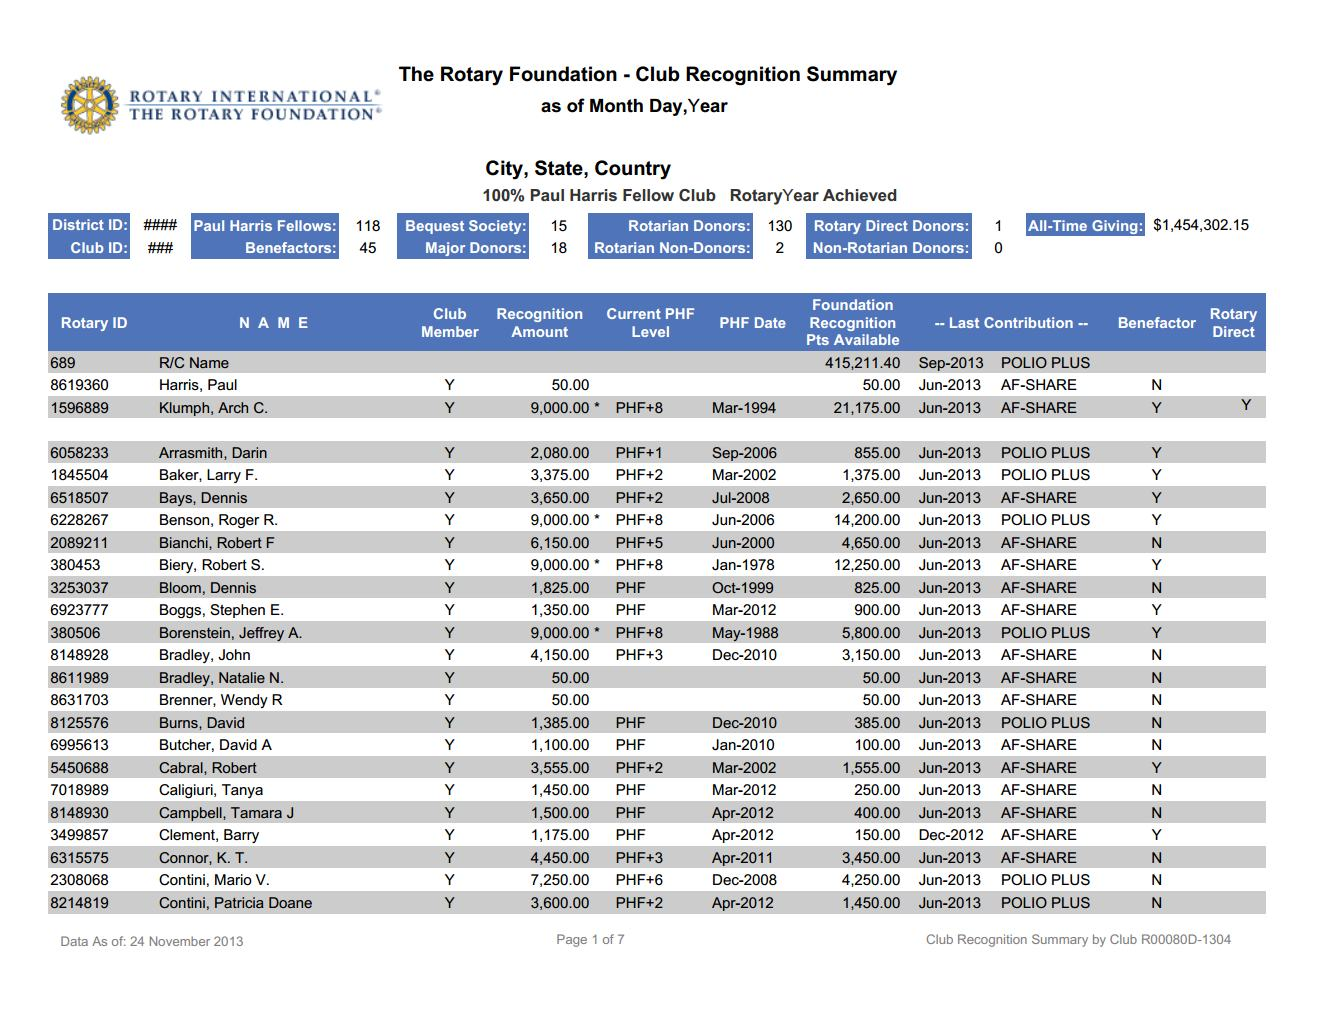 The Rotary Foundation - Club Recognition Summary
ROTARY INTERNATIONAL®
THE ROTARY FOUNDATION®
as of Month Day,Year
City, State, Country
100% Paul Harris Fellow Club RotaryYear Achieved
District ID: #### Paul Harris Fellows: 118 Bequest Society: 15 Rotarian Donors: 130 Rotary Direct Donors: 1 All-Time Giving: $1,454,302.15
Club ID: ### Benefactors: 45 Major Donors: 18 Rotarian Non-Donors: 2 Non-Rotarian Donors: 0
Rotary ID N A M E Club Member Recognition Amount Current PHF Level PHF Date Foundation Recognition Pts Available -- Last Contribution -- Benefactor Rotary Direct
689 R/C Name 415,211.40 Sep-2013 POLIO PLUS
8619360 Harris, Paul Y 50.00 50.00 Jun-2013 AF-SHARE N
1596889 Klumph, Arch C. Y 9,000.00 * PHF+8 Mar-1994 21,175.00 Jun-2013 AF-SHARE Y Y
6058233 Arrasmith, Darin Y 2,080.00 PHF+1 Sep-2006 855.00 Jun-2013 POLIO PLUS Y
1845504 Baker, Larry F. Y 3,375.00 PHF+2 Mar-2002 1,375.00 Jun-2013 POLIO PLUS Y
6518507 Bays, Dennis Y 3,650.00 PHF+2 Jul-2008 2,650.00 Jun-2013 AF-SHARE Y
6228267 Benson, Roger R. Y 9,000.00 * PHF+8 Jun-2006 14,200.00 Jun-2013 POLIO PLUS Y
2089211 Bianchi, Robert F Y 6,150.00 PHF+5 Jun-2000 4,650.00 Jun-2013 AF-SHARE N
380453 Biery, Robert S. Y 9,000.00 * PHF+8 Jan-1978 12,250.00 Jun-2013 AF-SHARE Y
3253037 Bloom, Dennis Y 1,825.00 PHF Oct-1999 825.00 Jun-2013 AF-SHARE N
6923777 Boggs, Stephen E. Y 1,350.00 PHF Mar-2012 900.00 Jun-2013 AF-SHARE Y
380506 Borenstein, Jeffrey A. Y 9,000.00 * PHF+8 May-1988 5,800.00 Jun-2013 POLIO PLUS Y
8148928 Bradley, John Y 4,150.00 PHF+3 Dec-2010 3,150.00 Jun-2013 AF-SHARE N
8611989 Bradley, Natalie N. Y 50.00 50.00 Jun-2013 AF-SHARE N
8631703 Brenner, Wendy R Y 50.00 50.00 Jun-2013 AF-SHARE N
8125576 Burns, David Y 1,385.00 PHF Dec-2010 385.00 Jun-2013 POLIO PLUS N
6995613 Butcher, David A Y 1,100.00 PHF Jan-2010 100.00 Jun-2013 AF-SHARE N
5450688 Cabral, Robert Y 3,555.00 PHF+2 Mar-2002 1,555.00 Jun-2013 AF-SHARE Y
7018989 Caligiuri, Tanya Y 1,450.00 PHF Mar-2012 250.00 Jun-2013 AF-SHARE N
8148930 Campbell, Tamara J Y 1,500.00 PHF Apr-2012 400.00 Jun-2013 AF-SHARE N
3499857 Clement, Barry Y 1,175.00 PHF Apr-2012 150.00 Dec-2012 AF-SHARE Y
6315575 Connor, K. T. Y 4,450.00 PHF+3 Apr-2011 3,450.00 Jun-2013 AF-SHARE N
2308068 Contini, Mario V. Y 7,250.00 PHF+6 Dec-2008 4,250.00 Jun-2013 POLIO PLUS N
8214819 Contini, Patricia Doane Y 3,600.00 PHF+2 Apr-2012 1,450.00 Jun-2013 POLIO PLUS N
Data As of: 24 November 2013 Page 1 of 7 Club Recognition Summary by Club R00080D-1304